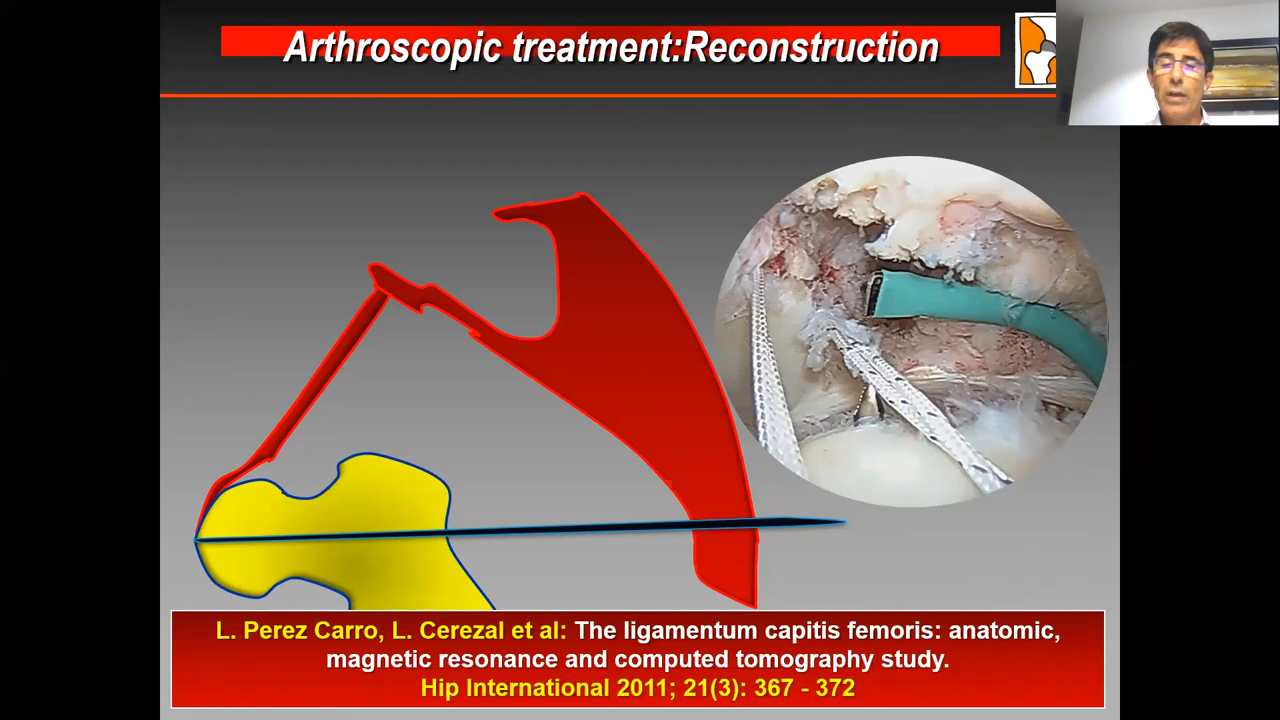 Arthroscopic treatment:Reconstruction
L. Perez Carro, L. Cerezal et al: The ligamentum capitis femoris: anatomic,
magnetic resonance and computed tomography study.
Hip International 2011; 21(3): 367 - 372